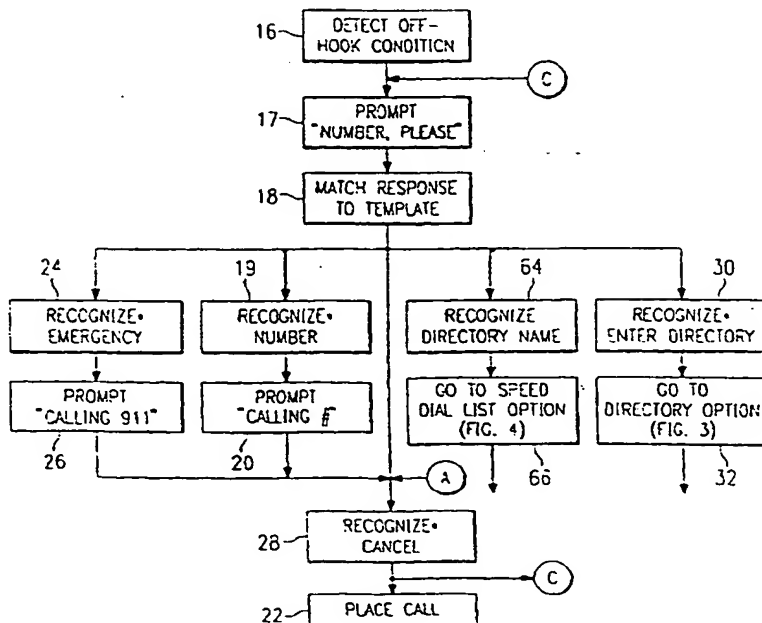 16
DETECT OFF-
HOOK CONDITION
C
17
PROMPT
"NUMBER, PLEASE"
18
MATCH RESPONSE
TO TEMPLATE
24
19
64
30
RECOGNIZE•
EMERGENCY
RECOGNIZE•
NUMBER
RECOGNIZE
DIRECTORY NAME
RECOGNIZE•
ENTER DIRECTORY
PROMPT
"CALLING 911"
PROMPT
"CALLING #"
GO TO SPEED
DIAL LIST OPTION
(FIG. 4)
GO TO
DIRECTORY OPTION
(FIG. 3)
26
20
66
32
A
28
RECOGNIZE•
CANCEL
C
22
PLACE CALL